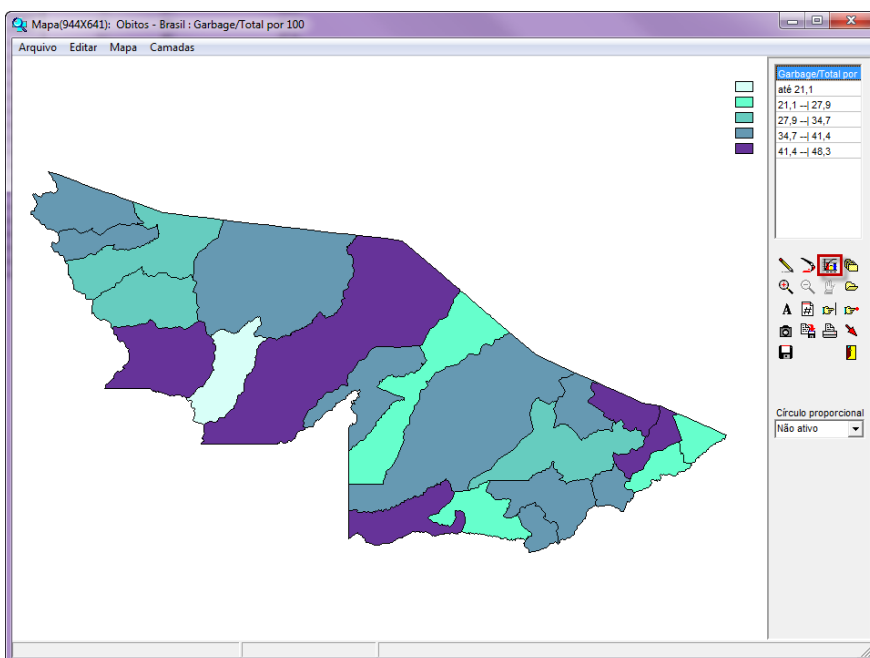 Mapa(944X641): Obitos - Brasil : Garbage/Total por 100
Arquivo Editar Mapa Camadas
Garbage/Total por
até 21,1
21,1 --| 27,9
27,9 --| 34,7
34,7 --| 41,4
41,4 --| 48,3
A #
Círculo proporcional
Não ativo